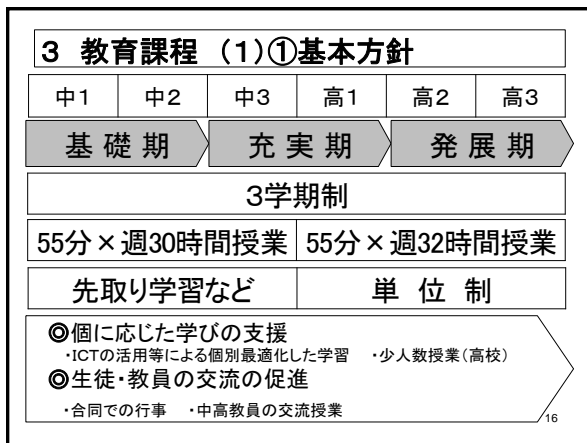 3 教育課程 (1)①基本方針
中1 中2 中3 高1 高2 高3
基礎期 充実期 発展期
3学期制
55分×週30時間授業 55分×週32時間授業
先取り学習など 単位制
◎個に応じた学びの支援
・ICTの活用等による個別最適化した学習 ・少人数授業(高校)
◎生徒・教員の交流の促進
・合同での行事 ・中高教員の交流授業
16